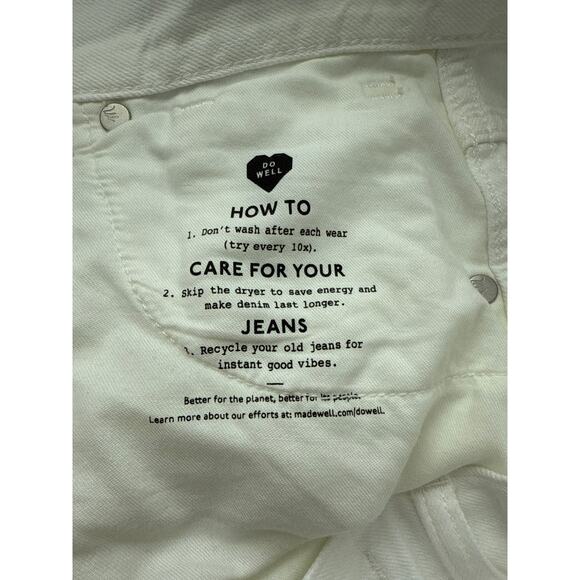 DO
WELL
HOW TO
1. Don't wash after each wear
(try every 10x).
CARE FOR YOUR
2. Skip the dryer to save energy and
make denim last longer.
JEANS
Recycle your old jeans for
instant good vibes.
Better for the planet, better for its people.
Learn more about our efforts at: madewell.com/dowell.